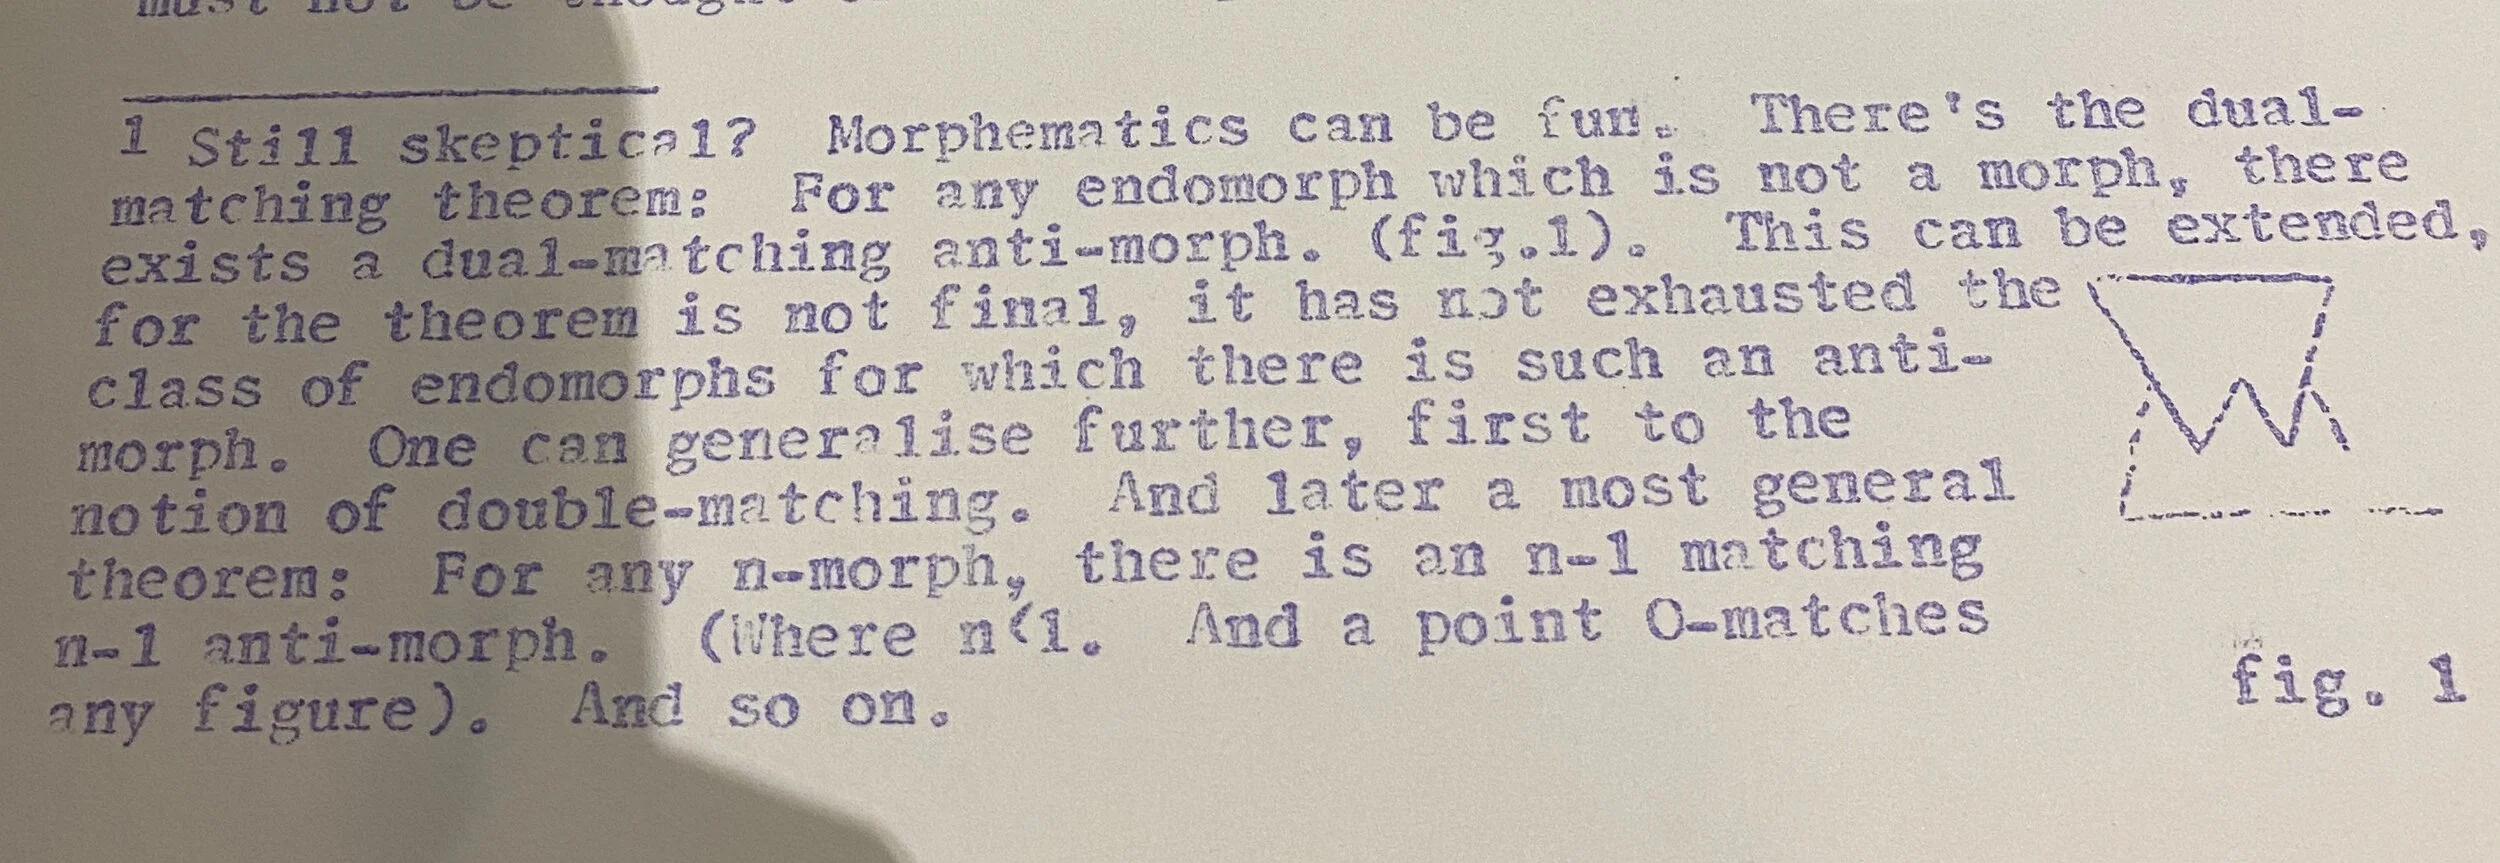 must not be thought
1 Still skeptical? Morphematics can be fun. There's the dual-
matching theorem: For any endomorph which is not a morph, there
exists a dual-matching anti-morph. (fig.1). This can be extended,
for the theorem is not final, it has not exhausted the
class of endomorphs for which there is such an anti-
morph. One can generalise further, first to the
notion of double-matching. And later a most general
theorem: For any n-morph, there is an n-1 matching
n-1 anti-morph. (Where n<1. And a point O-matches
any figure). And so on.
fig. 1